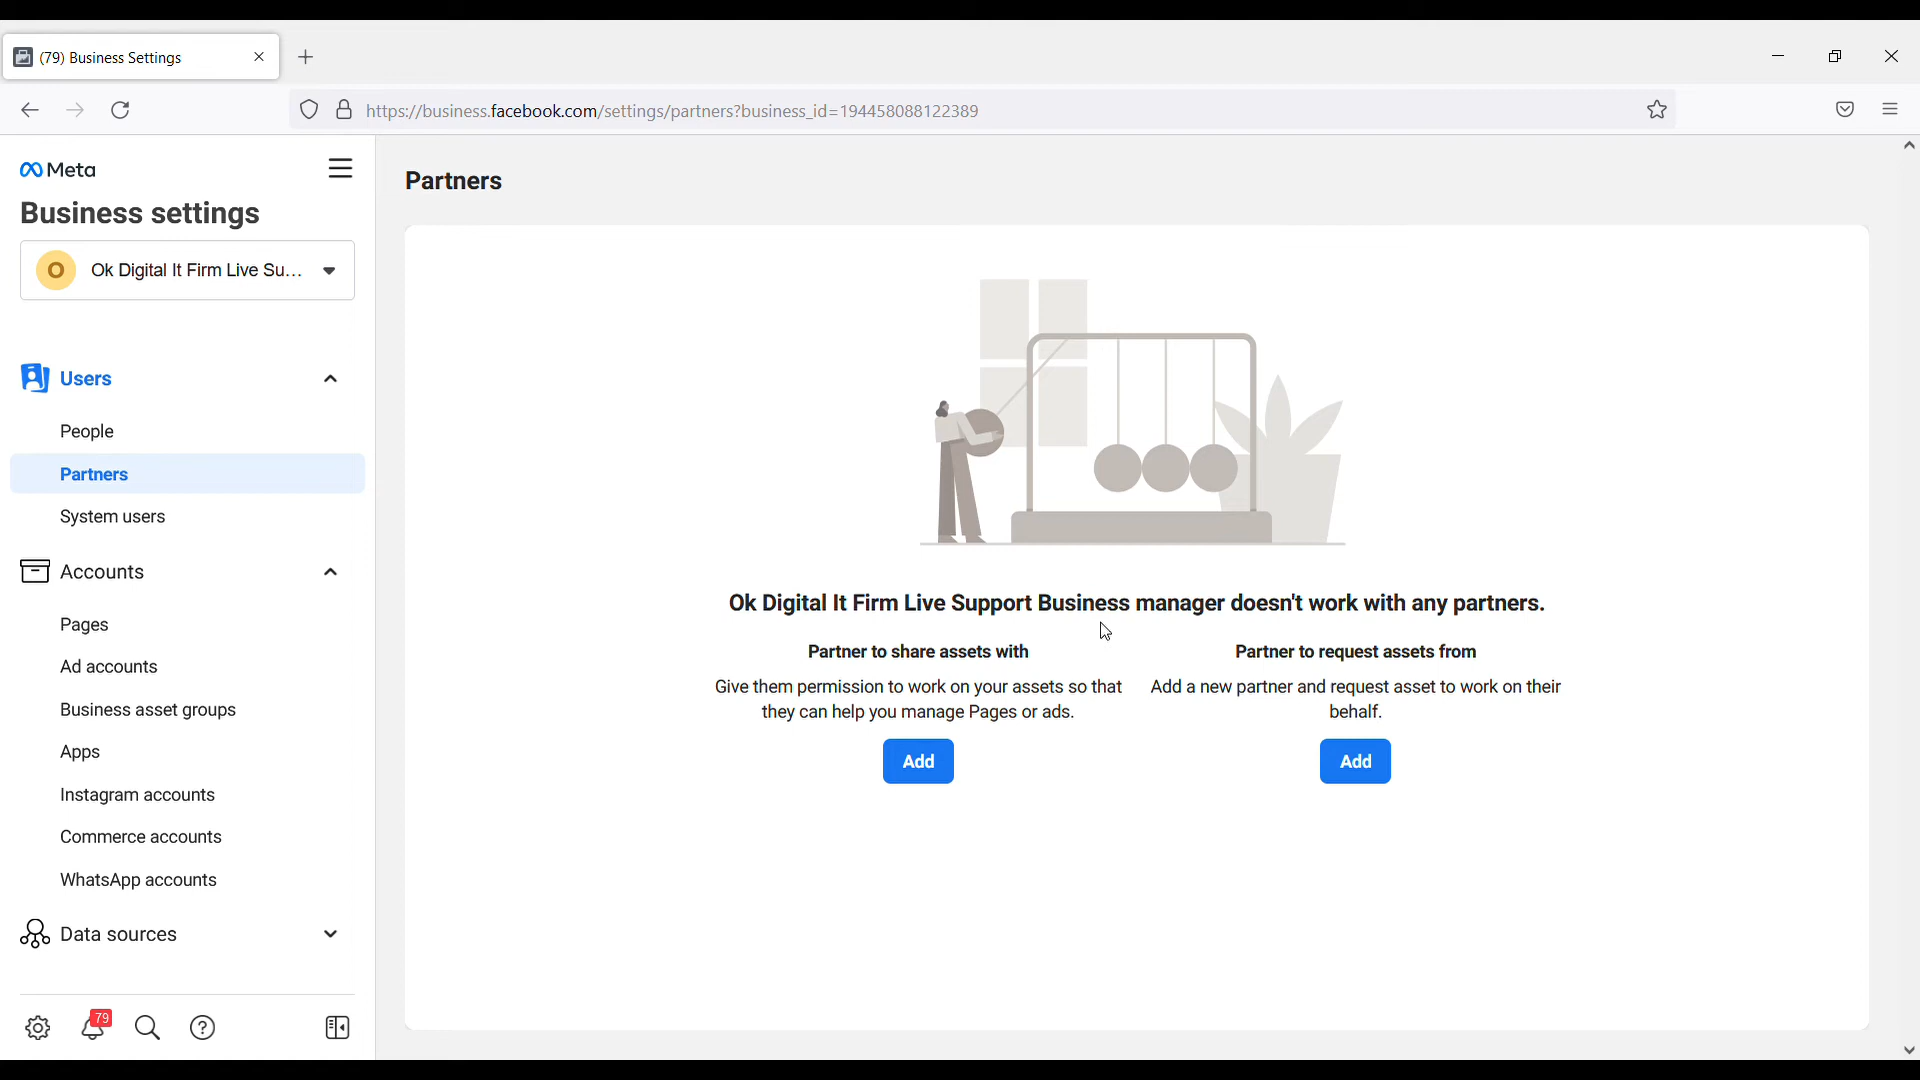 (79) Business Settings
https://business.facebook.com/settings/partners?business_id=194458088122389
Meta
Business settings
O Ok Digital It Firm Live Su...
Users
People
Partners
System users
Accounts
Pages
Ad accounts
Business asset groups
Apps
Instagram accounts
Commerce accounts
WhatsApp accounts
Data sources
79
Partners
Ok Digital It Firm Live Support Business manager doesn't work with any partners.
Partner to share assets with
Give them permission to work on your assets so that
they can help you manage Pages or ads.
Add
Partner to request assets from
Add a new partner and request asset to work on their
behalf.
Add